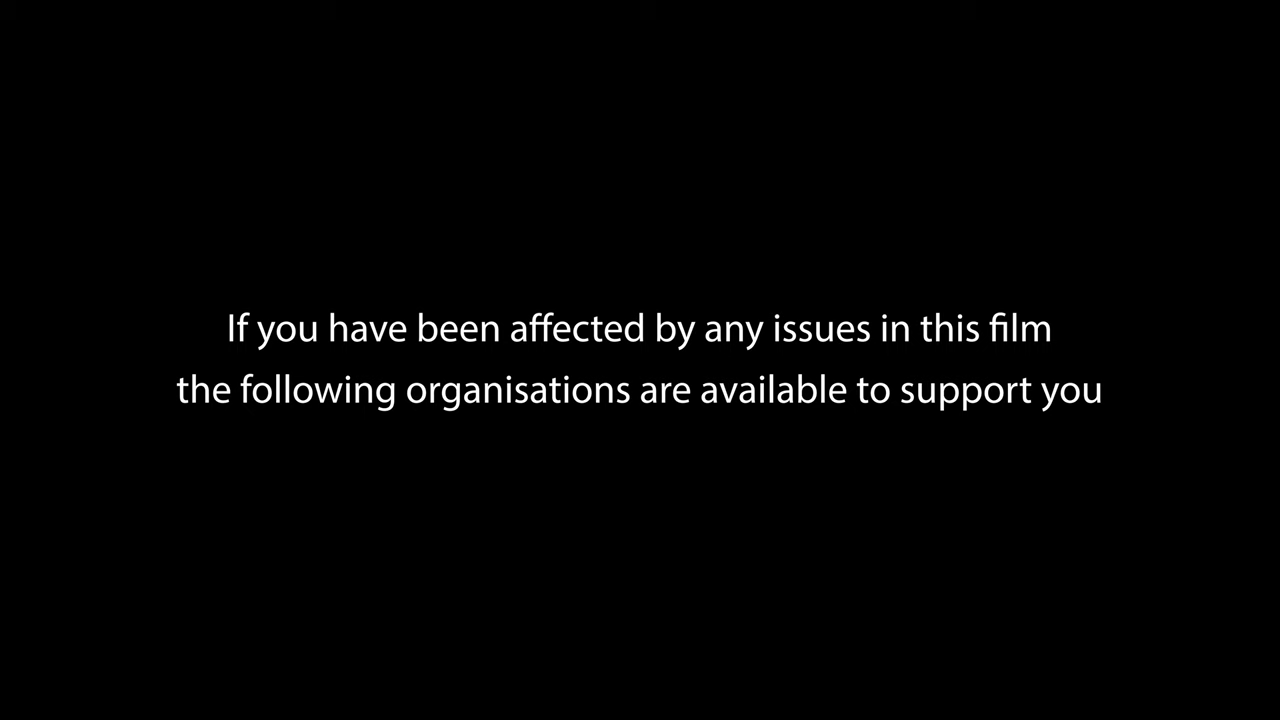 If you have been affected by any issues in this film
the following organisations are available to support you